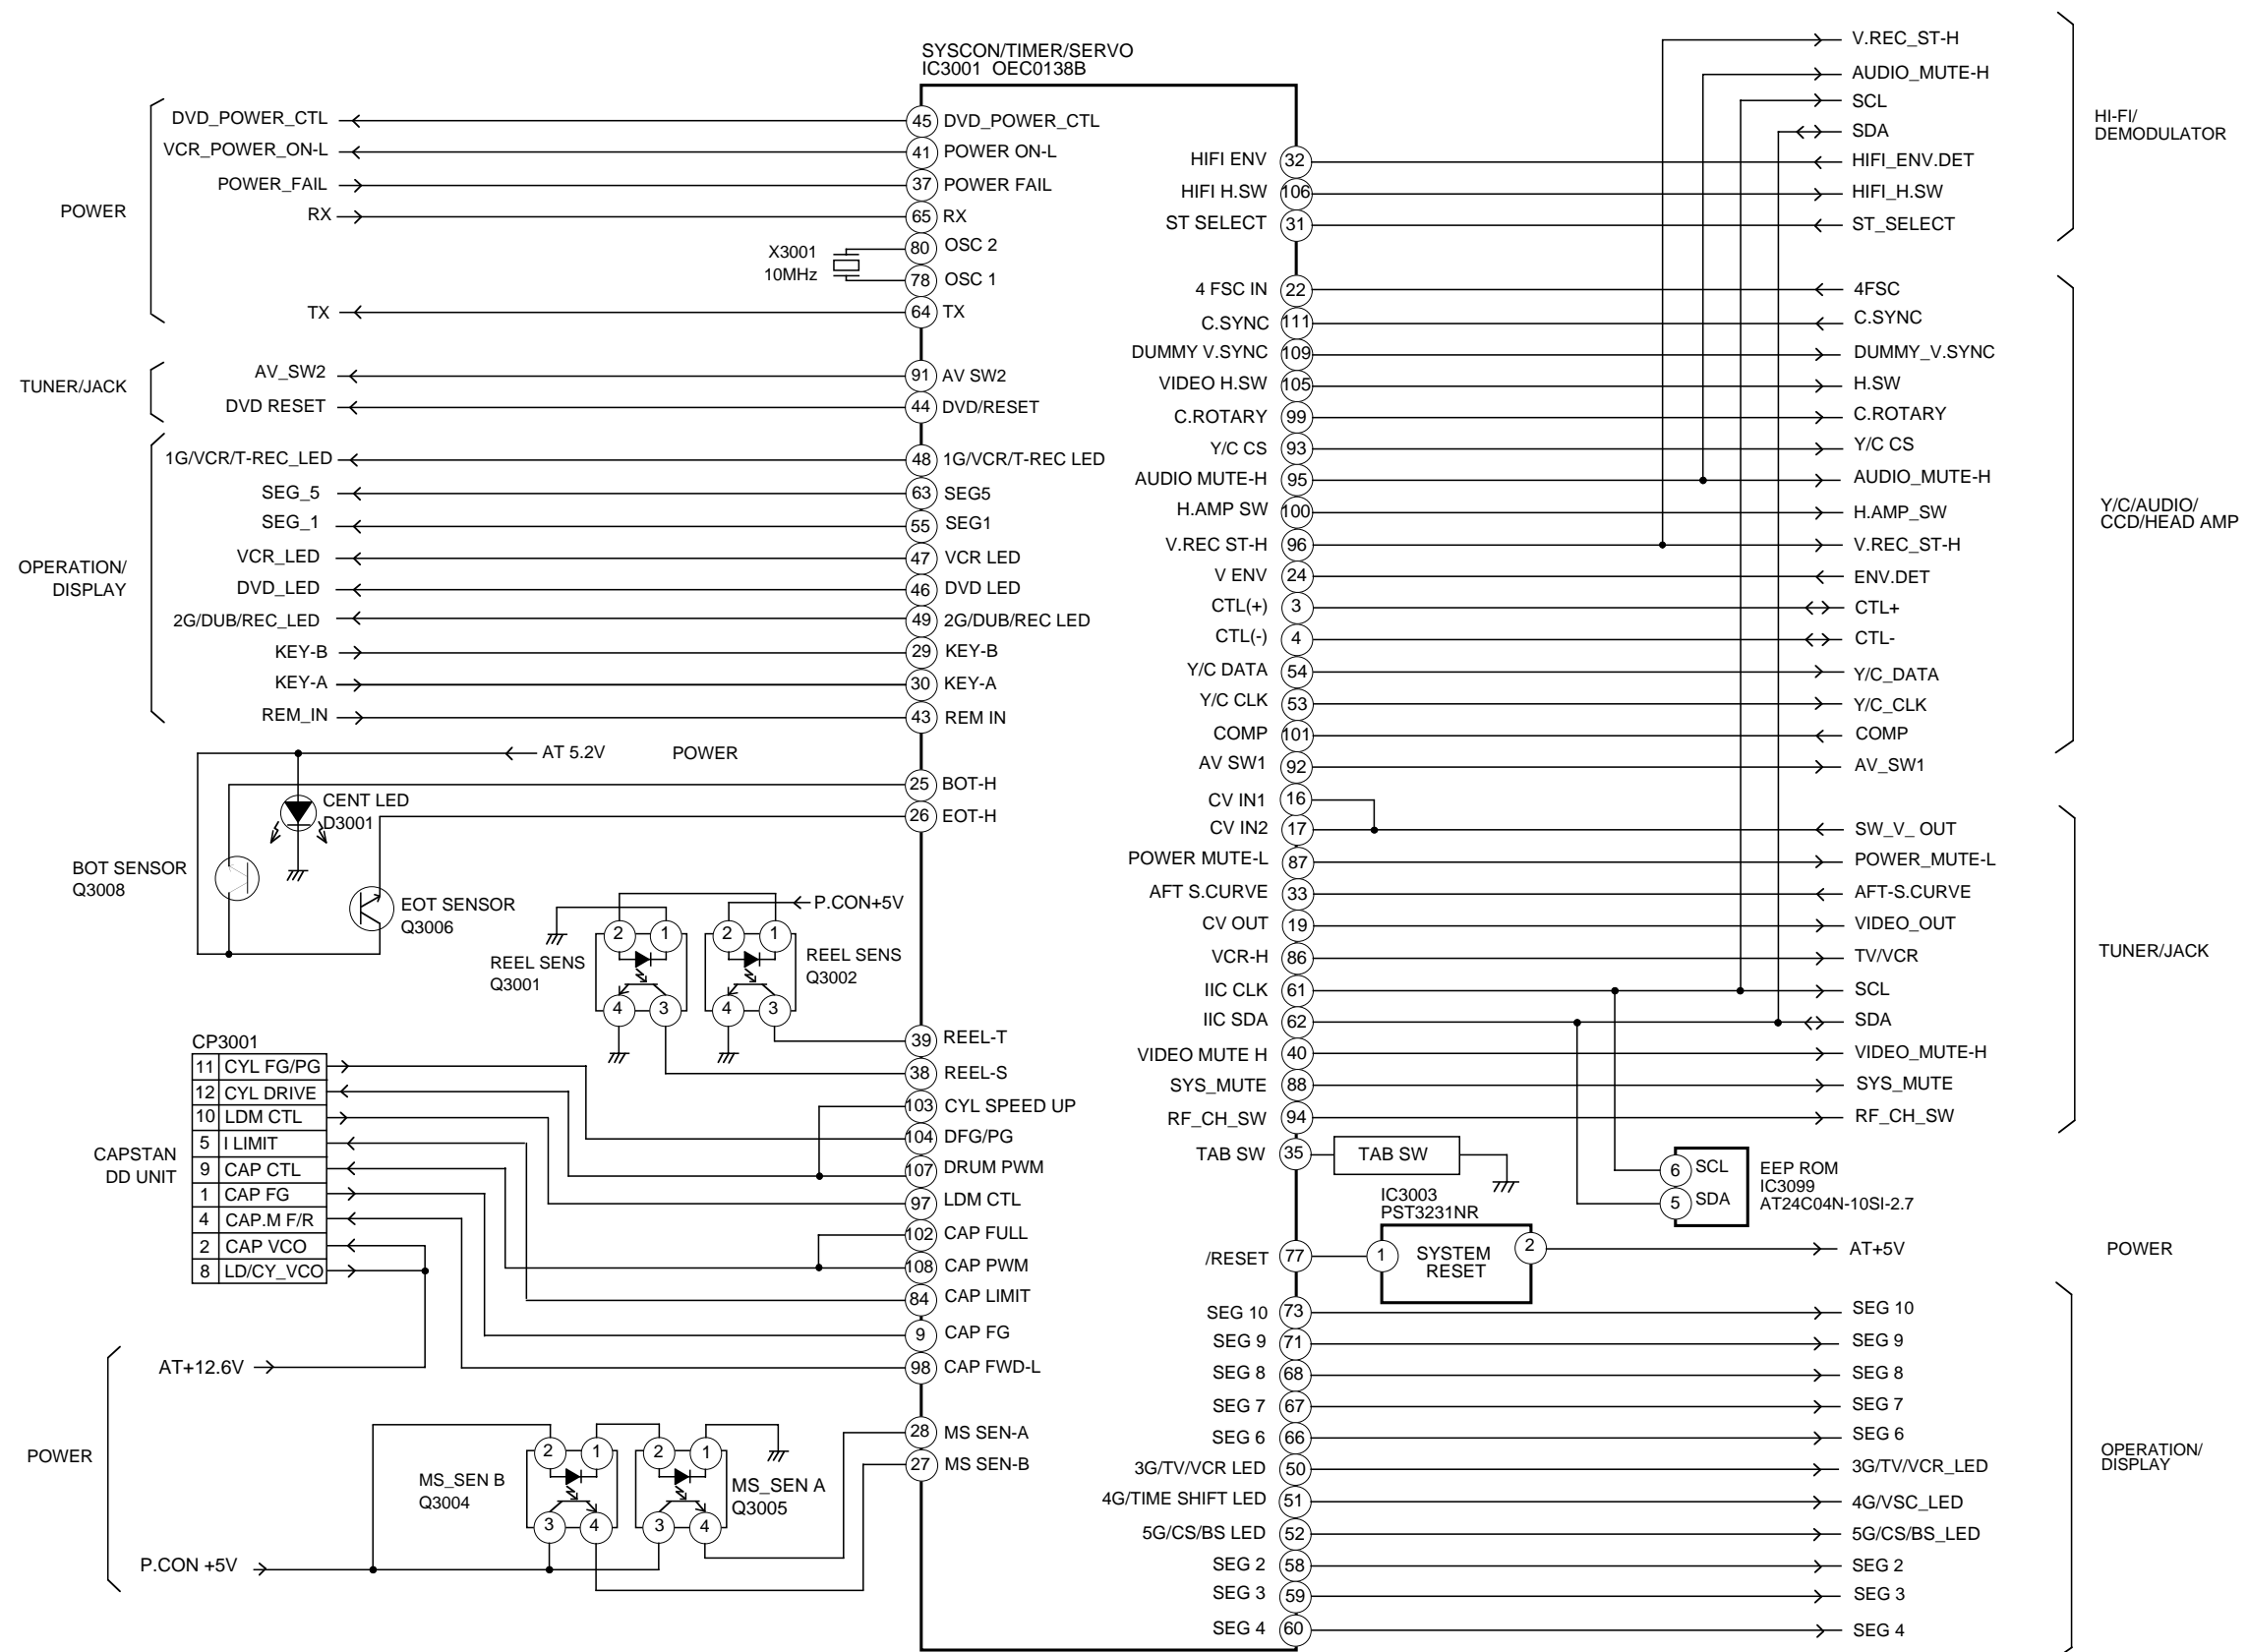 SYSCON/TIMER/SERVO
IC3001 OEC0138B
POWER
DVD_POWER_CTL
VCR_POWER_ON-L
POWER_FAIL
RX
X3001
10MHz
TX
45 DVD_POWER_CTL
41 POWER ON-L
37 POWER FAIL
65 RX
80 OSC 2
78 OSC 1
64 TX
TUNER/JACK
AV_SW2
DVD RESET
91 AV SW2
44 DVD/RESET
OPERATION/
DISPLAY
1G/VCR/T-REC_LED
SEG_5
SEG_1
VCR_LED
DVD_LED
2G/DUB/REC_LED
KEY-B
KEY-A
REM_IN
48 1G/VCR/T-REC LED
63 SEG5
55 SEG1
47 VCR LED
46 DVD LED
49 2G/DUB/REC LED
29 KEY-B
30 KEY-A
43 REM IN
AT 5.2V
POWER
25 BOT-H
26 EOT-H
CENT LED
D3001
BOT SENSOR
Q3008
EOT SENSOR
Q3006
P.CON+5V
2 1
2 1
REEL SENS
Q3001
REEL SENS
Q3002
4 3
4 3
39 REEL-T
38 REEL-S
103 CYL SPEED UP
104 DFG/PG
107 DRUM PWM
97 LDM CTL
102 CAP FULL
108 CAP PWM
84 CAP LIMIT
9 CAP FG
98 CAP FWD-L
28 MS SEN-A
27 MS SEN-B
CP3001
11 CYL FG/PG
12 CYL DRIVE
10 LDM CTL
5 I LIMIT
9 CAP CTL
1 CAP FG
4 CAP.M F/R
2 CAP VCO
8 LD/CY_VCO
CAPSTAN
DD UNIT
POWER
AT+12.6V
P.CON +5V
2 1
2 1
MS_SEN B
Q3004
MS_SEN A
Q3005
3 4
3 4
HIFI ENV 32
HIFI H.SW 106
ST SELECT 31
4 FSC IN 22
C.SYNC 111
DUMMY V.SYNC 109
VIDEO H.SW 105
C.ROTARY 99
Y/C CS 93
AUDIO MUTE-H 95
H.AMP SW 100
V.REC ST-H 96
V ENV 24
CTL(+) 3
CTL(-) 4
Y/C DATA 54
Y/C CLK 53
COMP 101
AV SW1 92
CV IN1 16
CV IN2 17
POWER MUTE-L 87
AFT S.CURVE 33
CV OUT 19
VCR-H 86
IIC CLK 61
IIC SDA 62
VIDEO MUTE H 40
SYS_MUTE 88
RF_CH_SW 94
TAB SW 35
/RESET 77
SEG 10 73
SEG 9 71
SEG 8 68
SEG 7 67
SEG 6 66
3G/TV/VCR LED 50
4G/TIME SHIFT LED 51
5G/CS/BS LED 52
SEG 2 58
SEG 3 59
SEG 4 60
TAB SW
IC3003
PST3231NR
1 SYSTEM 2
RESET
6 SCL
5 SDA
EEP ROM
IC3099
AT24C04N-10SI-2.7
V.REC_ST-H
AUDIO_MUTE-H
SCL
SDA
HIFI_ENV.DET
HIFI_H.SW
ST_SELECT
HI-FI/
DEMODULATOR
4FSC
C.SYNC
DUMMY_V.SYNC
H.SW
C.ROTARY
Y/C CS
AUDIO_MUTE-H
H.AMP_SW
V.REC_ST-H
ENV.DET
CTL+
CTL-
Y/C_DATA
Y/C_CLK
COMP
AV_SW1
Y/C/AUDIO/
CCD/HEAD AMP
SW_V_ OUT
POWER_MUTE-L
AFT-S.CURVE
VIDEO_OUT
TV/VCR
SCL
SDA
VIDEO_MUTE-H
SYS_MUTE
RF_CH_SW
TUNER/JACK
AT+5V
POWER
SEG 10
SEG 9
SEG 8
SEG 7
SEG 6
3G/TV/VCR_LED
4G/VSC_LED
5G/CS/BS_LED
SEG 2
SEG 3
SEG 4
OPERATION/
DISPLAY